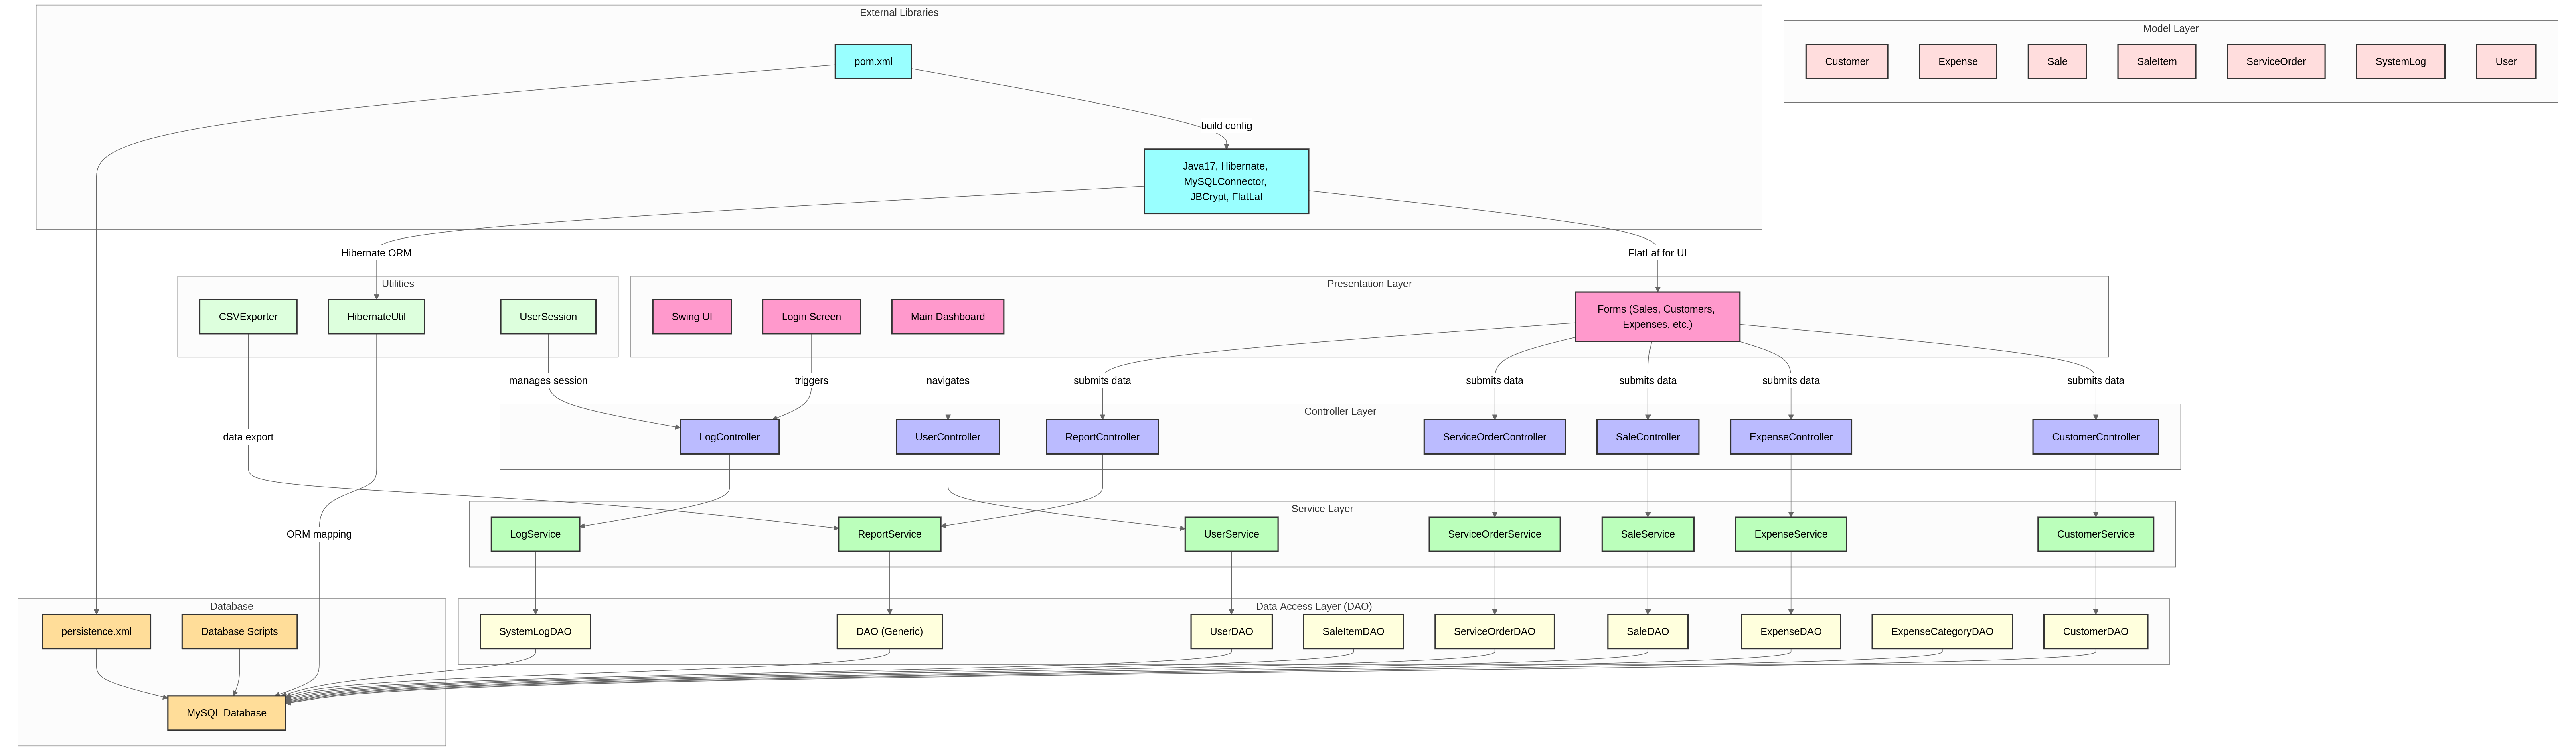 External Libraries
Model Layer
pom.xml
Customer
Expense
Sale
SaleItem
ServiceOrder
SystemLog
User
build config
Java17, Hibernate,
MySQLConnector,
JBCrypt, FlatLaf
Hibernate ORM
FlatLaf for UI
Utilities
Presentation Layer
CSVExporter
HibernateUtil
UserSession
Swing UI
Login Screen
Main Dashboard
Forms (Sales, Customers,
Expenses, etc.)
manages session
triggers
navigates
submits data
submits data
submits data
submits data
submits data
Controller Layer
data export
LogController
UserController
ReportController
ServiceOrderController
SaleController
ExpenseController
CustomerController
Service Layer
ORM mapping
LogService
ReportService
UserService
ServiceOrderService
SaleService
ExpenseService
CustomerService
Database
Data Access Layer (DAO)
persistence.xml
Database Scripts
SystemLogDAO
DAO (Generic)
UserDAO
SaleItemDAO
ServiceOrderDAO
SaleDAO
ExpenseDAO
ExpenseCategoryDAO
CustomerDAO
MySQL Database